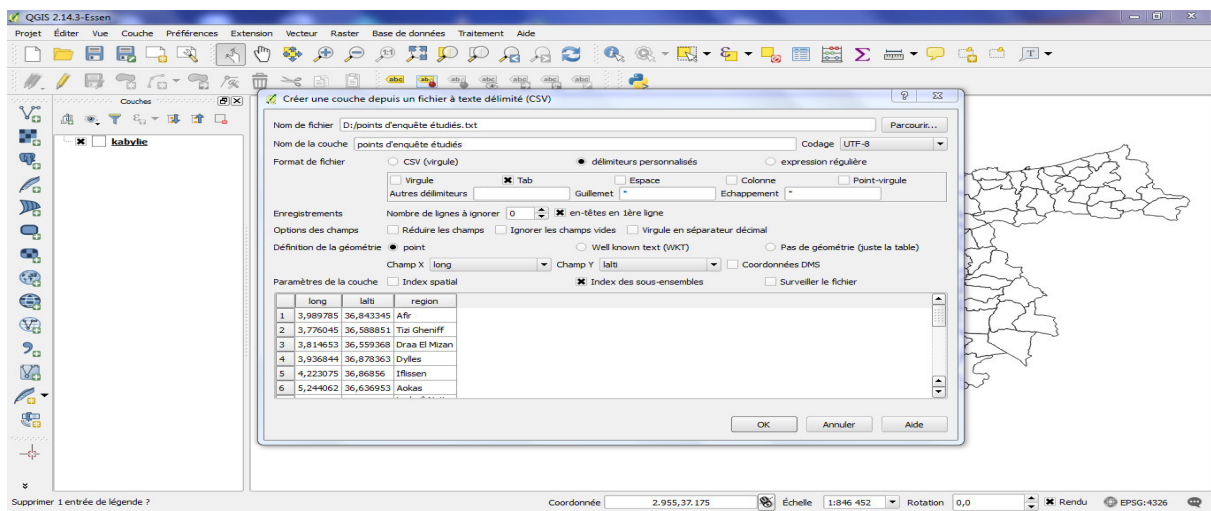 QGIS 2.14.3-Essen
Projet Éditer Vue Couche Préférences Extension Vecteur Raster Base de données Traitement Aide
Couches
kabylie
Créer une couche depuis un fichier à texte délimité (CSV)
Nom de fichier D:/points d'enquête étudiés.txt Parcourir...
Nom de la couche points d'enquête étudiés Codage UTF-8
Format de fichier CSV (virgule) délimiteurs personnalisés expression régulière
Virgule Tab Espace Colonne Point-virgule
Autres délimiteurs Guillemet " Echappement "
Enregistrements Nombre de lignes à ignorer 0 en-têtes en 1ère ligne
Options des champs Réduire les champs Ignorer les champs vides Virgule en séparateur décimal
Définition de la géométrie point Well known text (WKT) Pas de géométrie (juste la table)
Champ X long Champ Y lalti Coordonnées DMS
Paramètres de la couche Index spatial Index des sous-ensembles Surveiller le fichier
long lalti region
1 3,989785 36,843345 Afir
2 3,776045 36,588851 Tizi Gheniff
3 3,814653 36,559368 Draa El Mizan
4 3,936844 36,878363 Dylles
5 4,223075 36,86856 Iflissen
6 5,244062 36,636953 Aokas
OK Annuler Aide
Supprimer 1 entrée de légende ? Coordonnée 2.955,37.175 Échelle 1:846 452 Rotation 0,0 Rendu EPSG:4326